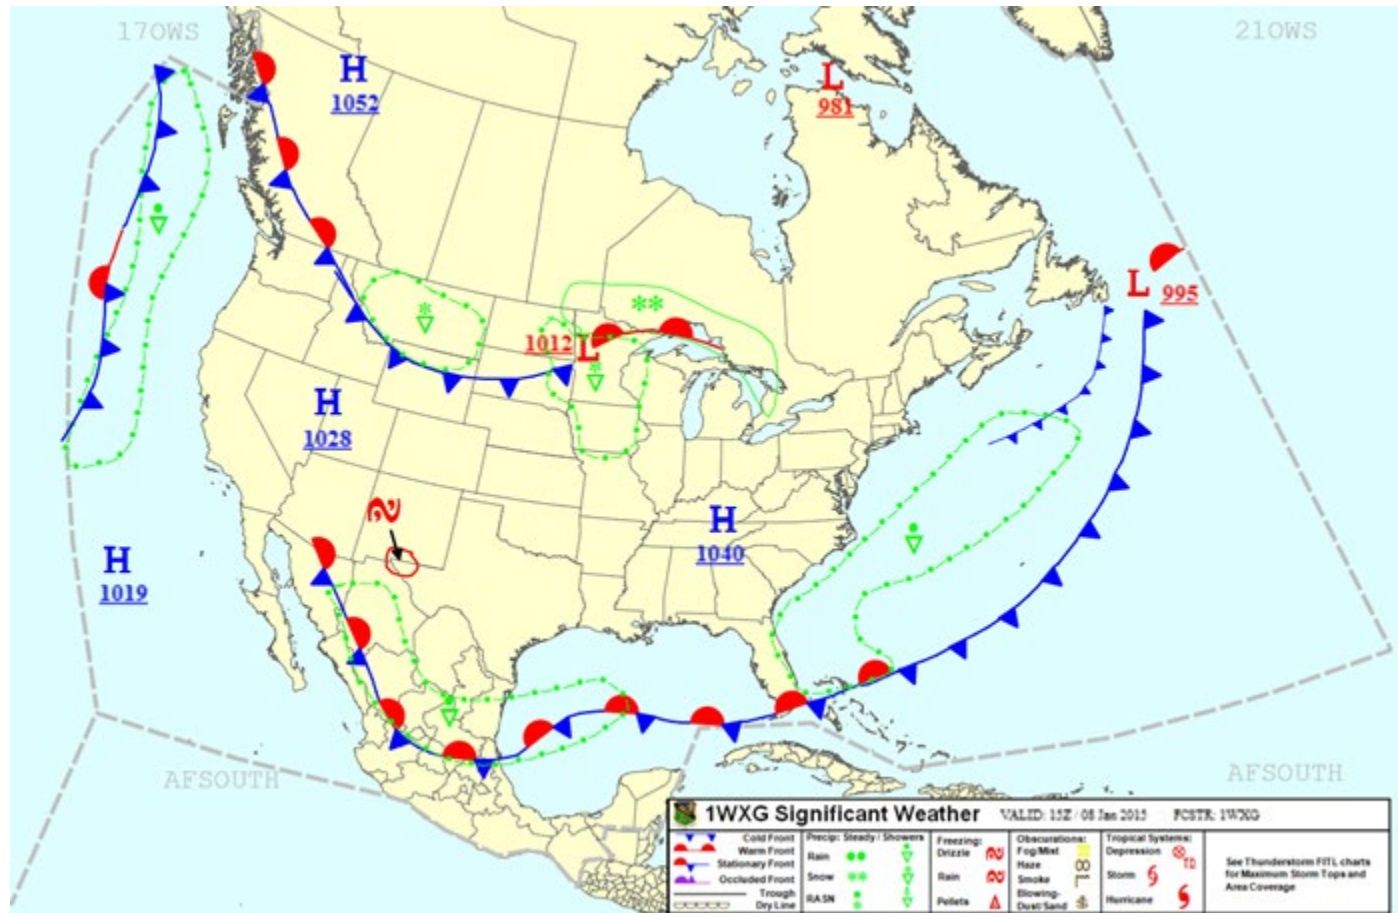 17OWS
21OWS
H
1052
L
981
L
995
1012
L
H
1028
H
1040
H
1019
AFSOUTH
AFSOUTH
1WXG Significant Weather VALID: 15Z / 08 Jan 2015 FCSTR: 1WXG
Cold Front
Warm Front
Stationary Front
Occluded Front
Trough
Dry Line
Precip: Steady / Showers
Rain
Snow
RASN
Freezing:
Drizzle
Rain
Pellets
Obscurations:
Fog/Mist
Haze
Smoke
Blowing-
Dust/Sand
Tropical Systems:
Depression
TD
Storm
Hurricane
See Thunderstorm FITL charts
for Maximum Storm Tops and
Area Coverage